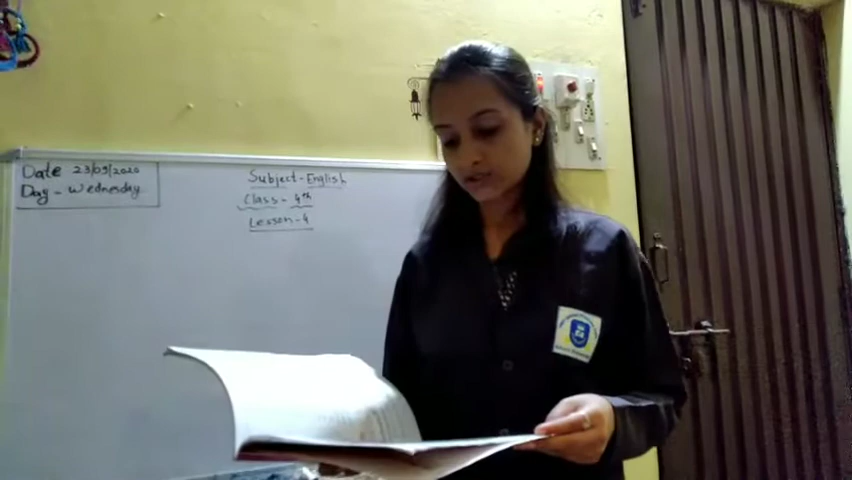 Date 23/09/2020
Day - Wednesday
Subject - English
Class - 4th
Lesson - 4